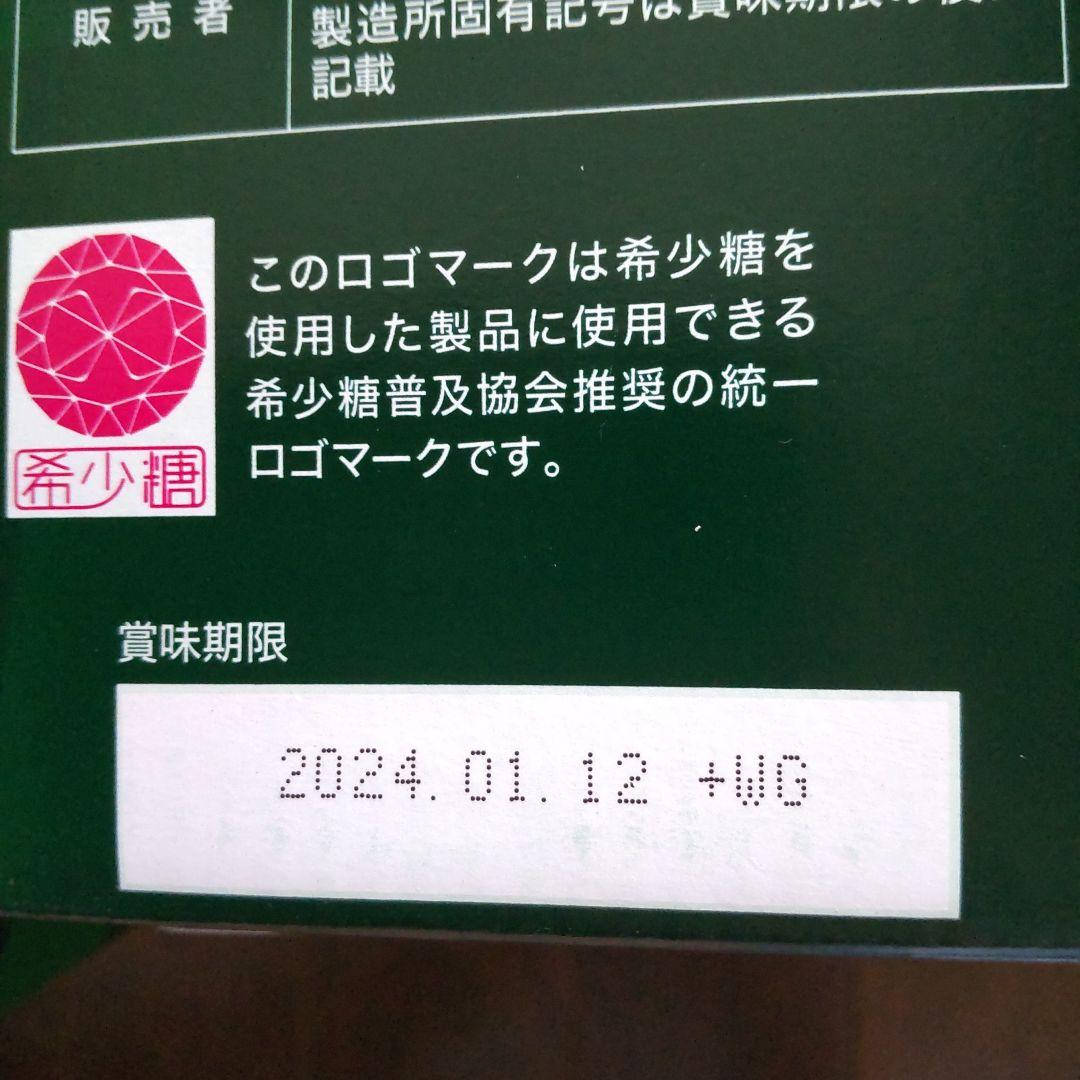 販売者
製造所固有記号は賞味期限の後に
記載
このロゴマークは希少糖を
使用した製品に使用できる
希少糖普及協会推奨の統一
ロゴマークです。
希少糖
賞味期限
2024.01.12 +WG